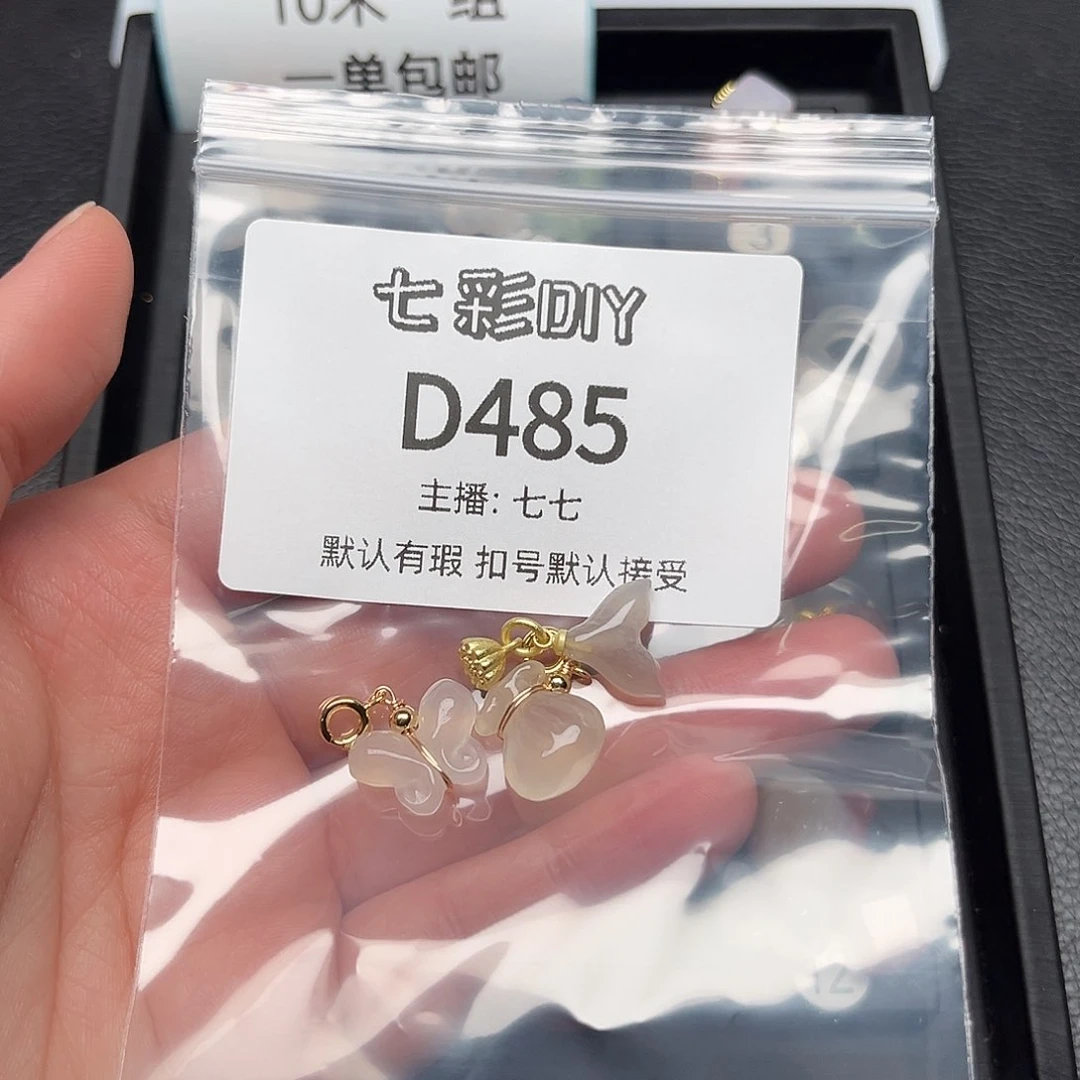 一单包邮
七彩DIY
D485
主播: 七七
默认有瑕 扣号默认接受
12